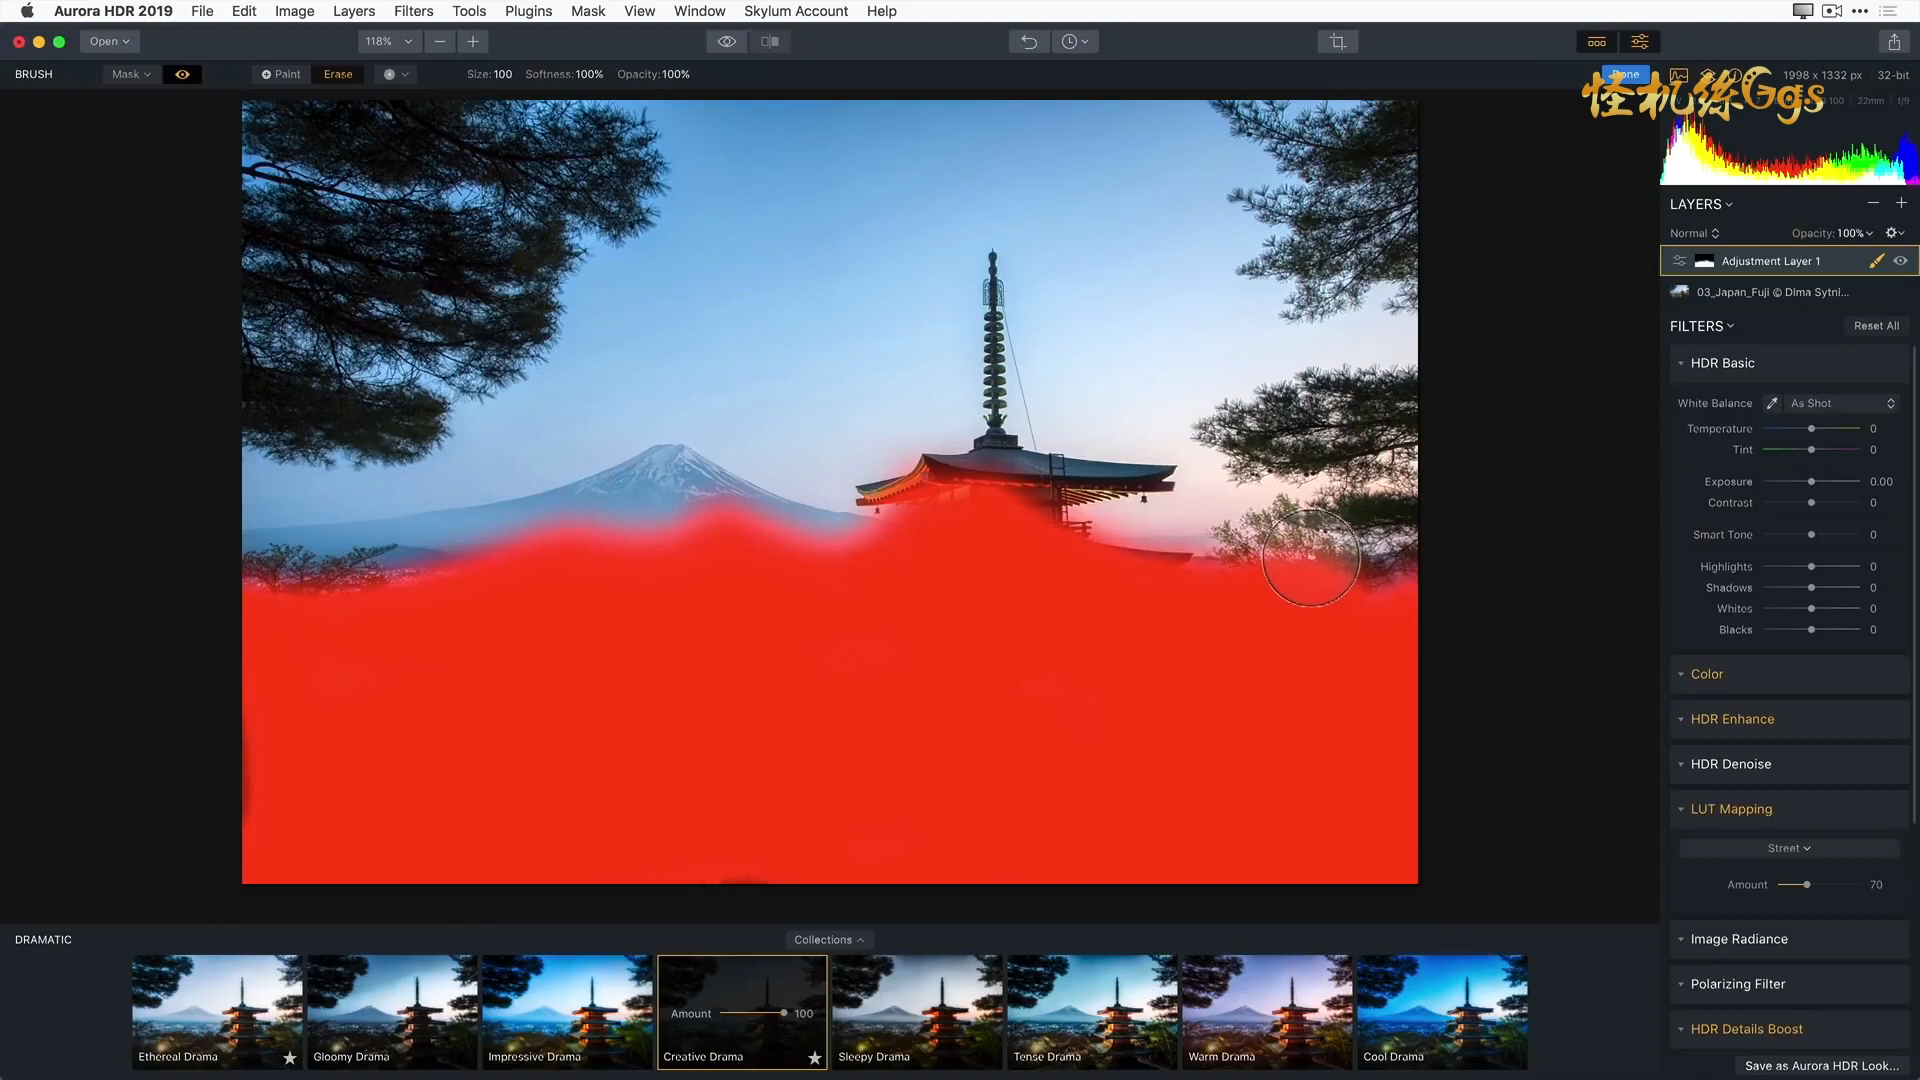 Aurora HDR 2019 File Edit Image Layers Filters Tools Plugins Mask View Window Skylum Account Help
Open 118%
BRUSH Mask Paint Erase Size: 100 Softness: 100% Opacity: 100% Done 1998 x 1332 px 32-bit
怪机丝Ggs
100 22mm f/9
LAYERS
Normal Opacity: 100%
Adjustment Layer 1
03_Japan_Fuji © Dima Sytni...
FILTERS Reset All
HDR Basic
White Balance As Shot
Temperature 0
Tint 0
Exposure 0.00
Contrast 0
Smart Tone 0
Highlights 0
Shadows 0
Whites 0
Blacks 0
Color
HDR Enhance
HDR Denoise
LUT Mapping
Street
Amount 70
Image Radiance
Polarizing Filter
HDR Details Boost
Save as Aurora HDR Look...
DRAMATIC Collections
Amount 100
Ethereal Drama Gloomy Drama Impressive Drama Creative Drama Sleepy Drama Tense Drama Warm Drama Cool Drama